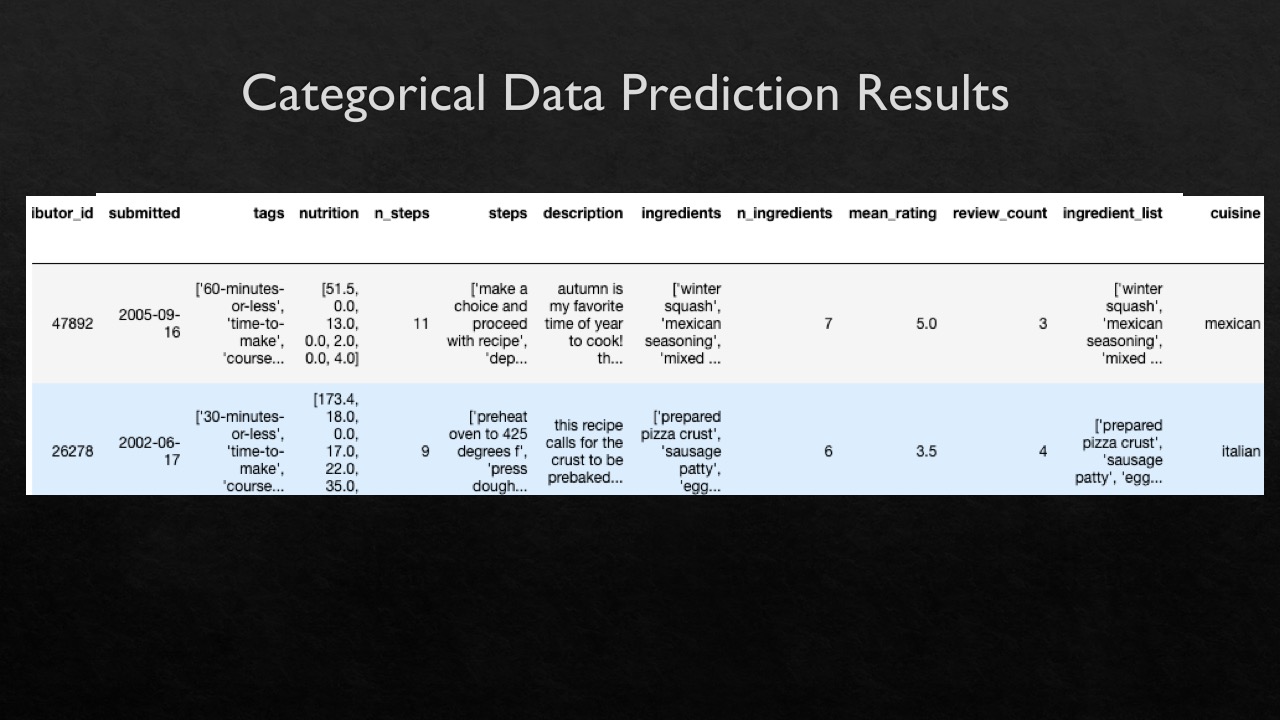 Categorical Data Prediction Results
ibutor_id submitted tags nutrition n_steps steps description ingredients n_ingredients mean_rating review_count ingredient_list cuisine
47892
2005-09-
16
['60-minutes-
or-less',
'time-to-
make',
'course...
[51.5,
0.0,
13.0,
0.0, 2.0,
0.0, 4.0]
11
['make a
choice and
proceed
with recipe',
'dep...
autumn is
my favorite
time of year
to cook!
th...
['winter
squash',
'mexican
seasoning',
'mixed ...
7
5.0
3
['winter
squash',
'mexican
seasoning',
'mixed ...
mexican
26278
2002-06-
17
['30-minutes-
or-less',
'time-to-
make',
'course...
[173.4,
18.0,
0.0,
17.0,
22.0,
35.0,
9
['preheat
oven to 425
degrees f',
'press
dough...
this recipe
calls for the
crust to be
prebaked...
['prepared
pizza crust',
'sausage
patty',
'egg...
6
3.5
4
['prepared
pizza crust',
'sausage
patty', 'egg...
italian